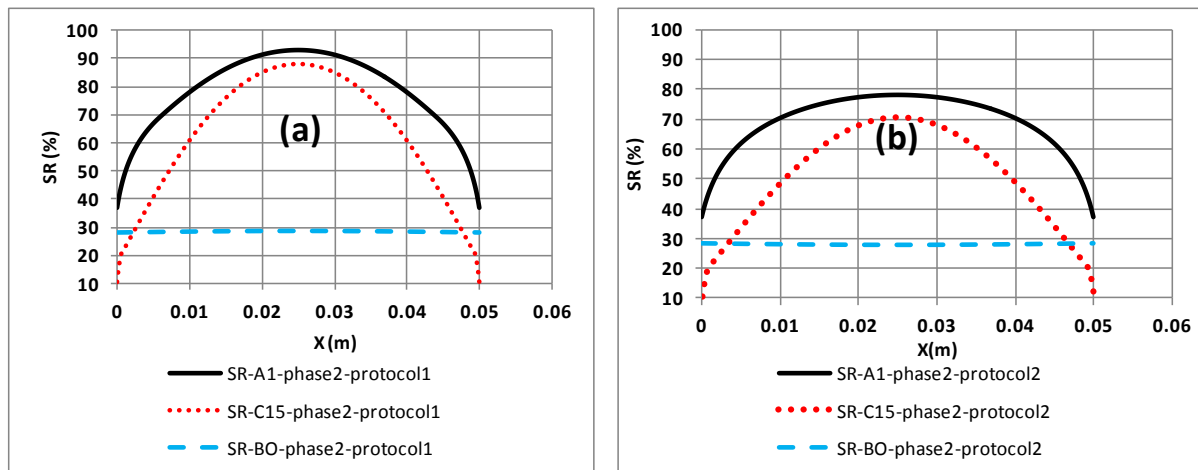 100
90
80
70
60
50
40
30
20
10
SR (%)
(a)
0 0.01 0.02 0.03 0.04 0.05 0.06
X (m)
SR-A1-phase2-protocol1
SR-C15-phase2-protocol1
SR-BO-phase2-protocol1
100
90
80
70
60
50
40
30
20
10
SR (%)
(b)
0 0.01 0.02 0.03 0.04 0.05 0.06
X(m)
SR-A1-phase2-protocol2
SR-C15-phase2-protocol2
SR-BO-phase2-protocol2